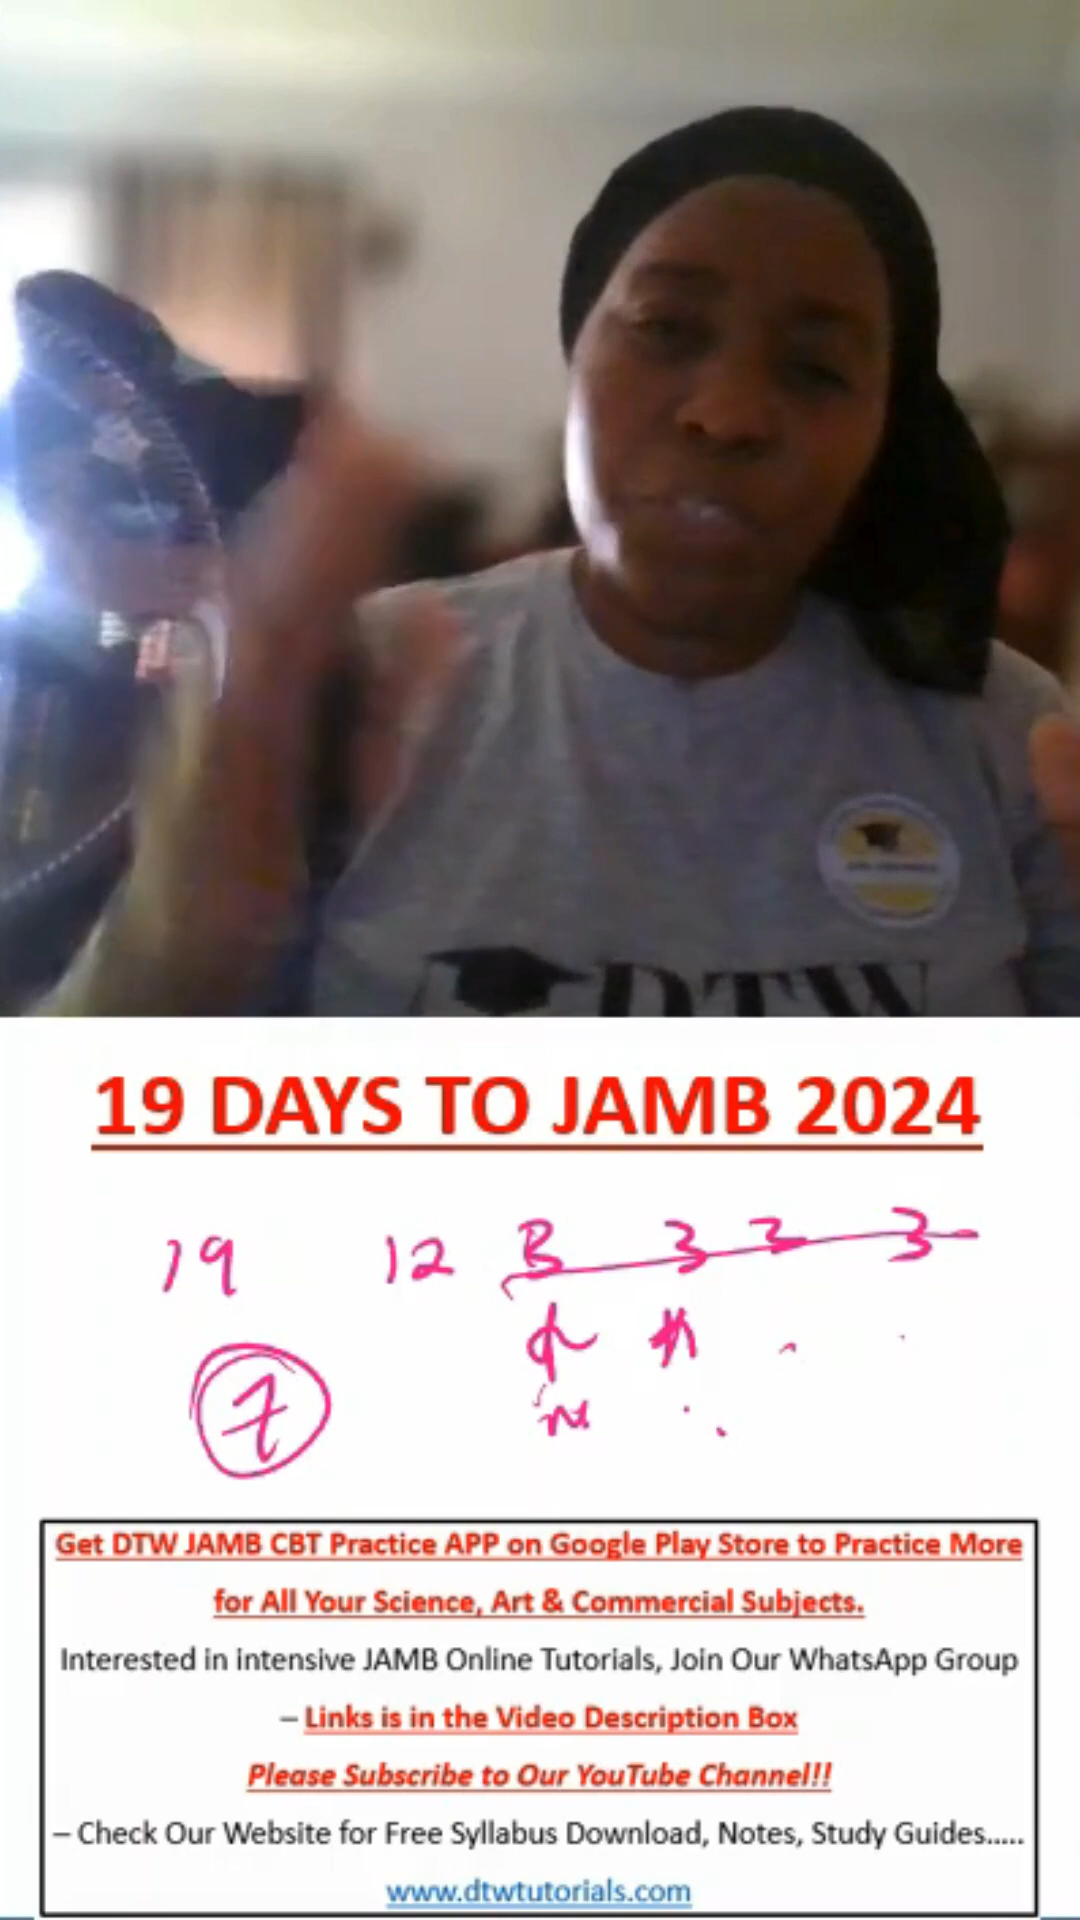 DTW
19 DAYS TO JAMB 2024
19 12 3 3 3 3
7
Get DTW JAMB CBT Practice APP on Google Play Store to Practice More
for All Your Science, Art & Commercial Subjects.
Interested in intensive JAMB Online Tutorials, Join Our WhatsApp Group
– Links is in the Video Description Box
Please Subscribe to Our YouTube Channel!!
– Check Our Website for Free Syllabus Download, Notes, Study Guides.....
www.dtwtutorials.com